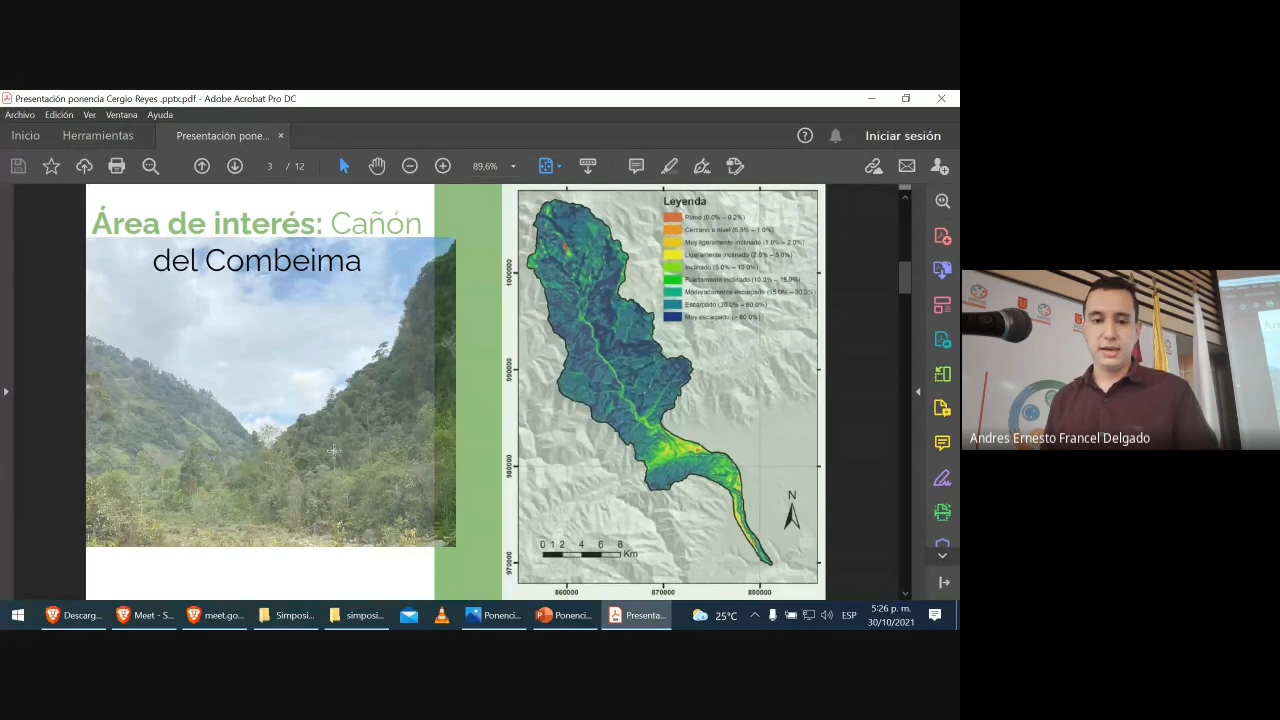 Presentación ponencia Cergio Reyes .pptx.pdf - Adobe Acrobat Pro DC
Archivo Edición Ver Ventana Ayuda
Inicio Herramientas Presentación pone... × Iniciar sesión
3 / 12 89,6%
Área de interés: Cañón
del Combeima
Leyenda
Plano (0.0% – 0.2%)
Cercano a nivel (0.5% – 1.0%)
Muy ligeramente inclinado (1.0% – 2.0%)
Ligeramente inclinado (2.0% – 5.0%)
Inclinado (5.0% – 10.0%)
Fuertemente inclinado (10.0% – 15.0%)
Moderadamente escarpado (15.0% – 30.0%)
Escarpado (30.0% – 60.0%)
Muy escarpado (> 60.0%)
1000000
990000
980000
970000
N
0 1 2 4 6 8
Km
860000 870000 880000
Andres Ernesto Francel Delgado
Descarg... Meet - S... meet.go... Simposi... simposi... Ponenci... Ponenci... Presenta... 25°C ESP
5:26 p. m.
30/10/2021